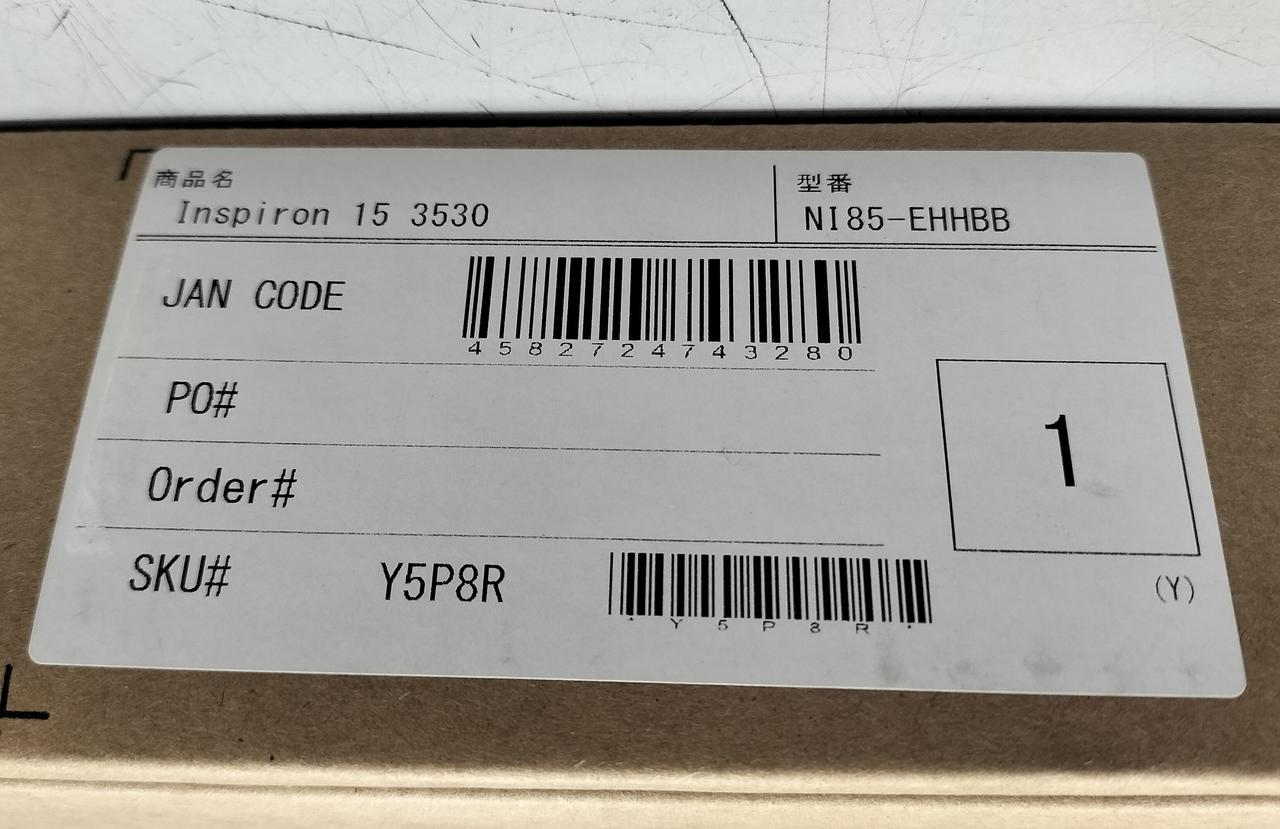 商品名
Inspiron 15 3530
型番
NI85-EHHBB
JAN CODE
4582724743280
PO#
Order#
1
SKU# Y5P8R
*Y5P8R*
(Y)